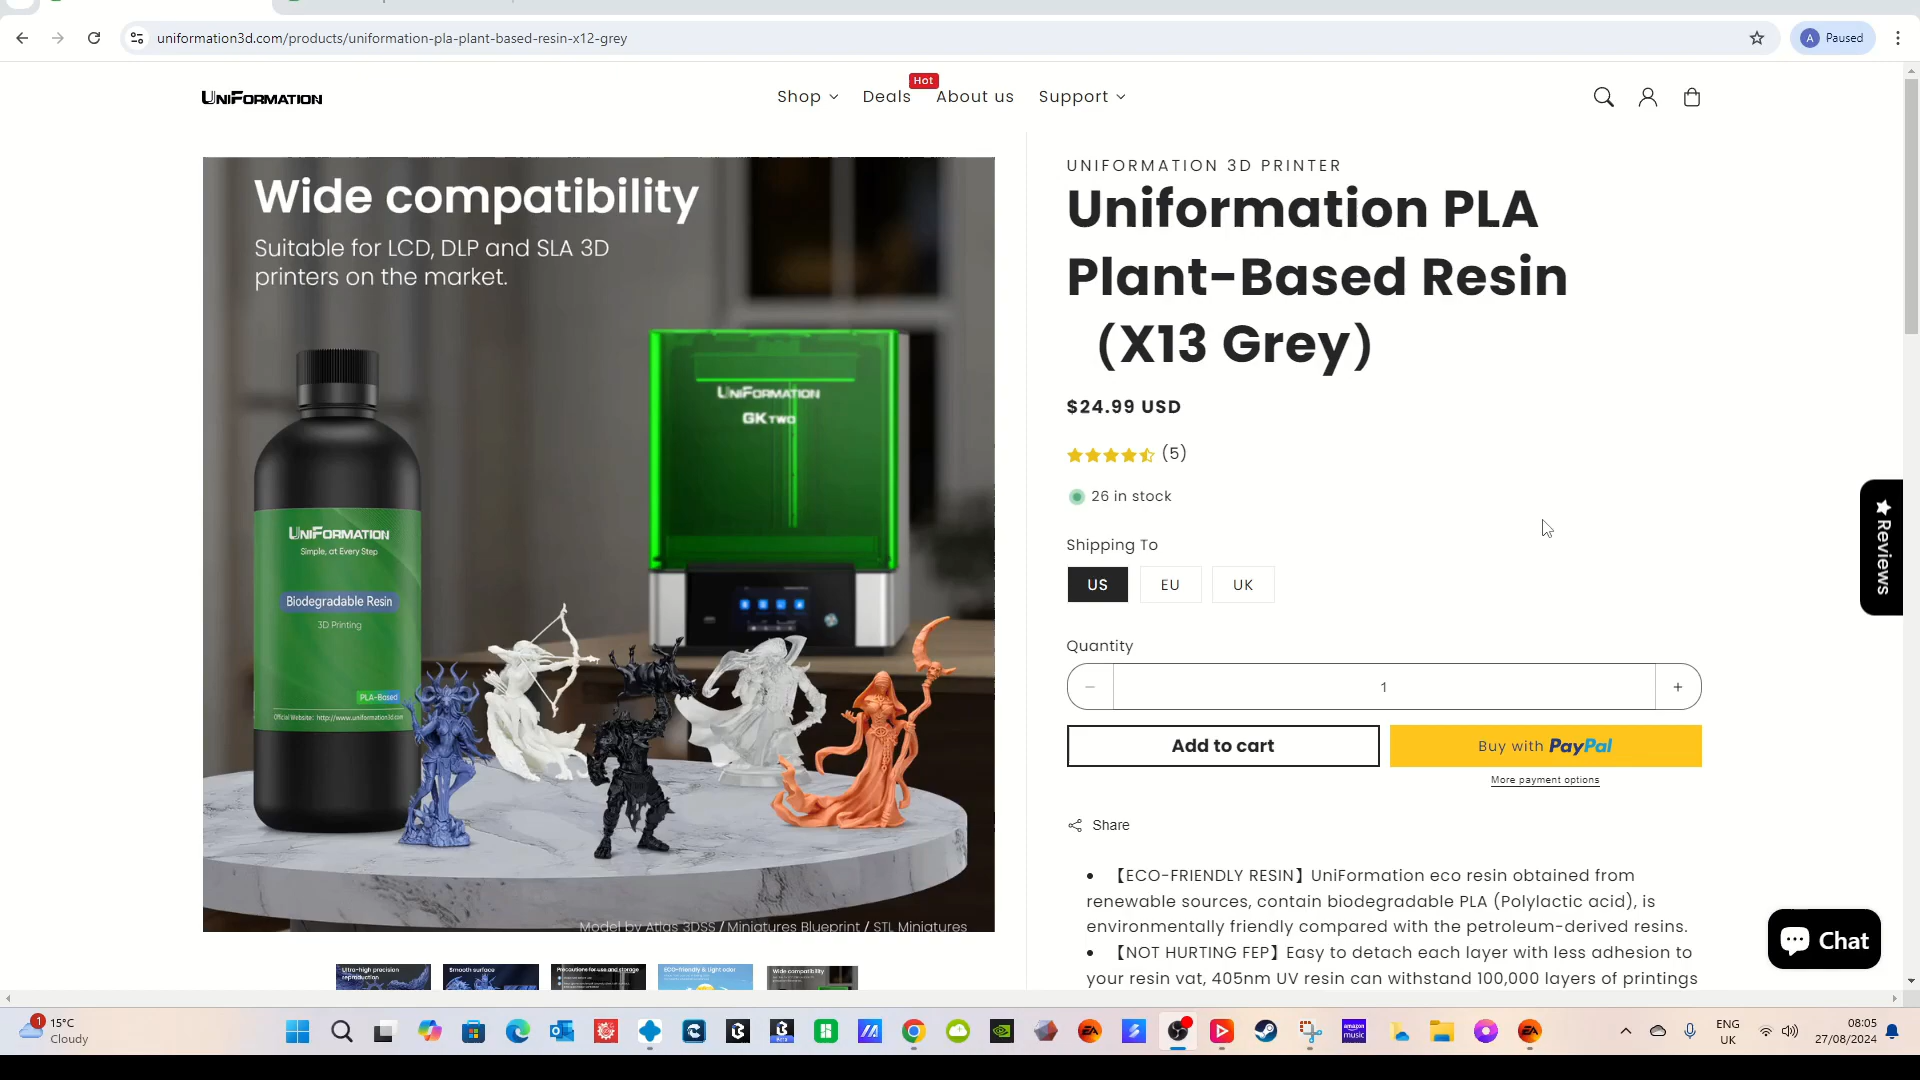 uniformation3d.com/products/uniformation-pla-plant-based-resin-x12-grey
A Paused
UNIFORMATION
Shop
Deals
Hot
About us
Support
Wide compatibility
Suitable for LCD, DLP and SLA 3D
printers on the market.
UNIFORMATION
GKTWO
UNIFORMATION
Simple, at Every Step
Biodegradable Resin
3D Printing
PLA-Based
Official Website: http://www.uniformation3d.com
Model by Atlas 3DSS / Miniatures Blueprint / STL Miniatures
Ultra-high precision
reproduction
Smooth surface
Precautions for use and storage
ECO-friendly & light odor
Wide compatibility
UNIFORMATION 3D PRINTER
Uniformation PLA
Plant-Based Resin
（X13 Grey）
$24.99 USD
(5)
26 in stock
Shipping To
US
EU
UK
Quantity
− 1 +
Add to cart
Buy with PayPal
More payment options
Share
• 【ECO-FRIENDLY RESIN】UniFormation eco resin obtained from
renewable sources, contain biodegradable PLA (Polylactic acid), is
environmentally friendly compared with the petroleum-derived resins.
• 【NOT HURTING FEP】Easy to detach each layer with less adhesion to
your resin vat, 405nm UV resin can withstand 100,000 layers of printings
★ Reviews
Chat
1
15°C
Cloudy
ENG
UK
08:05
27/08/2024